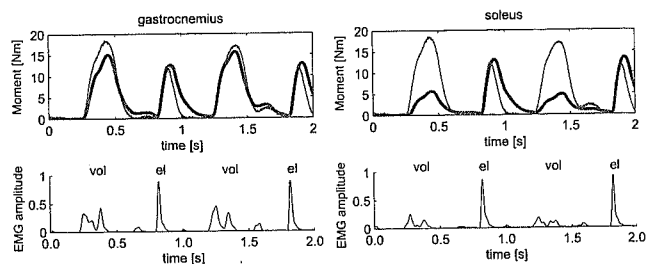 gastrocnemius
soleus
20
15
10
5
0
Moment [Nm]
0 0.5 1 1.5 2
time [s]
20
15
10
5
0
Moment [Nm]
0 0.5 1 1.5 2
time [s]
vol el vol el
1
0.5
0
EMG amplitude
0.0 0.5 1.0 1.5 2.0
time [s]
vol el vol el
1
0.5
0
EMG amplitude
0.0 0.5 1.0 1.5 2.0
time [s]